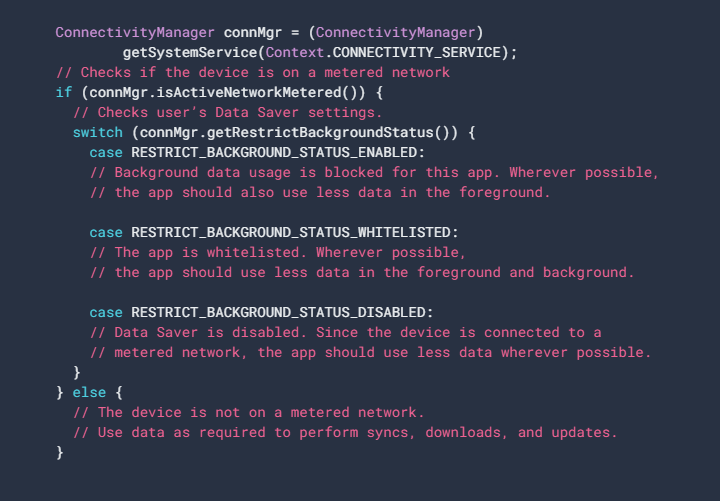 ConnectivityManager connMgr = (ConnectivityManager)
        getSystemService(Context.CONNECTIVITY_SERVICE);
// Checks if the device is on a metered network
if (connMgr.isActiveNetworkMetered()) {
  // Checks user's Data Saver settings.
  switch (connMgr.getRestrictBackgroundStatus()) {
    case RESTRICT_BACKGROUND_STATUS_ENABLED:
    // Background data usage is blocked for this app. Wherever possible,
    // the app should also use less data in the foreground.

    case RESTRICT_BACKGROUND_STATUS_WHITELISTED:
    // The app is whitelisted. Wherever possible,
    // the app should use less data in the foreground and background.

    case RESTRICT_BACKGROUND_STATUS_DISABLED:
    // Data Saver is disabled. Since the device is connected to a
    // metered network, the app should use less data wherever possible.
  }
} else {
  // The device is not on a metered network.
  // Use data as required to perform syncs, downloads, and updates.
}